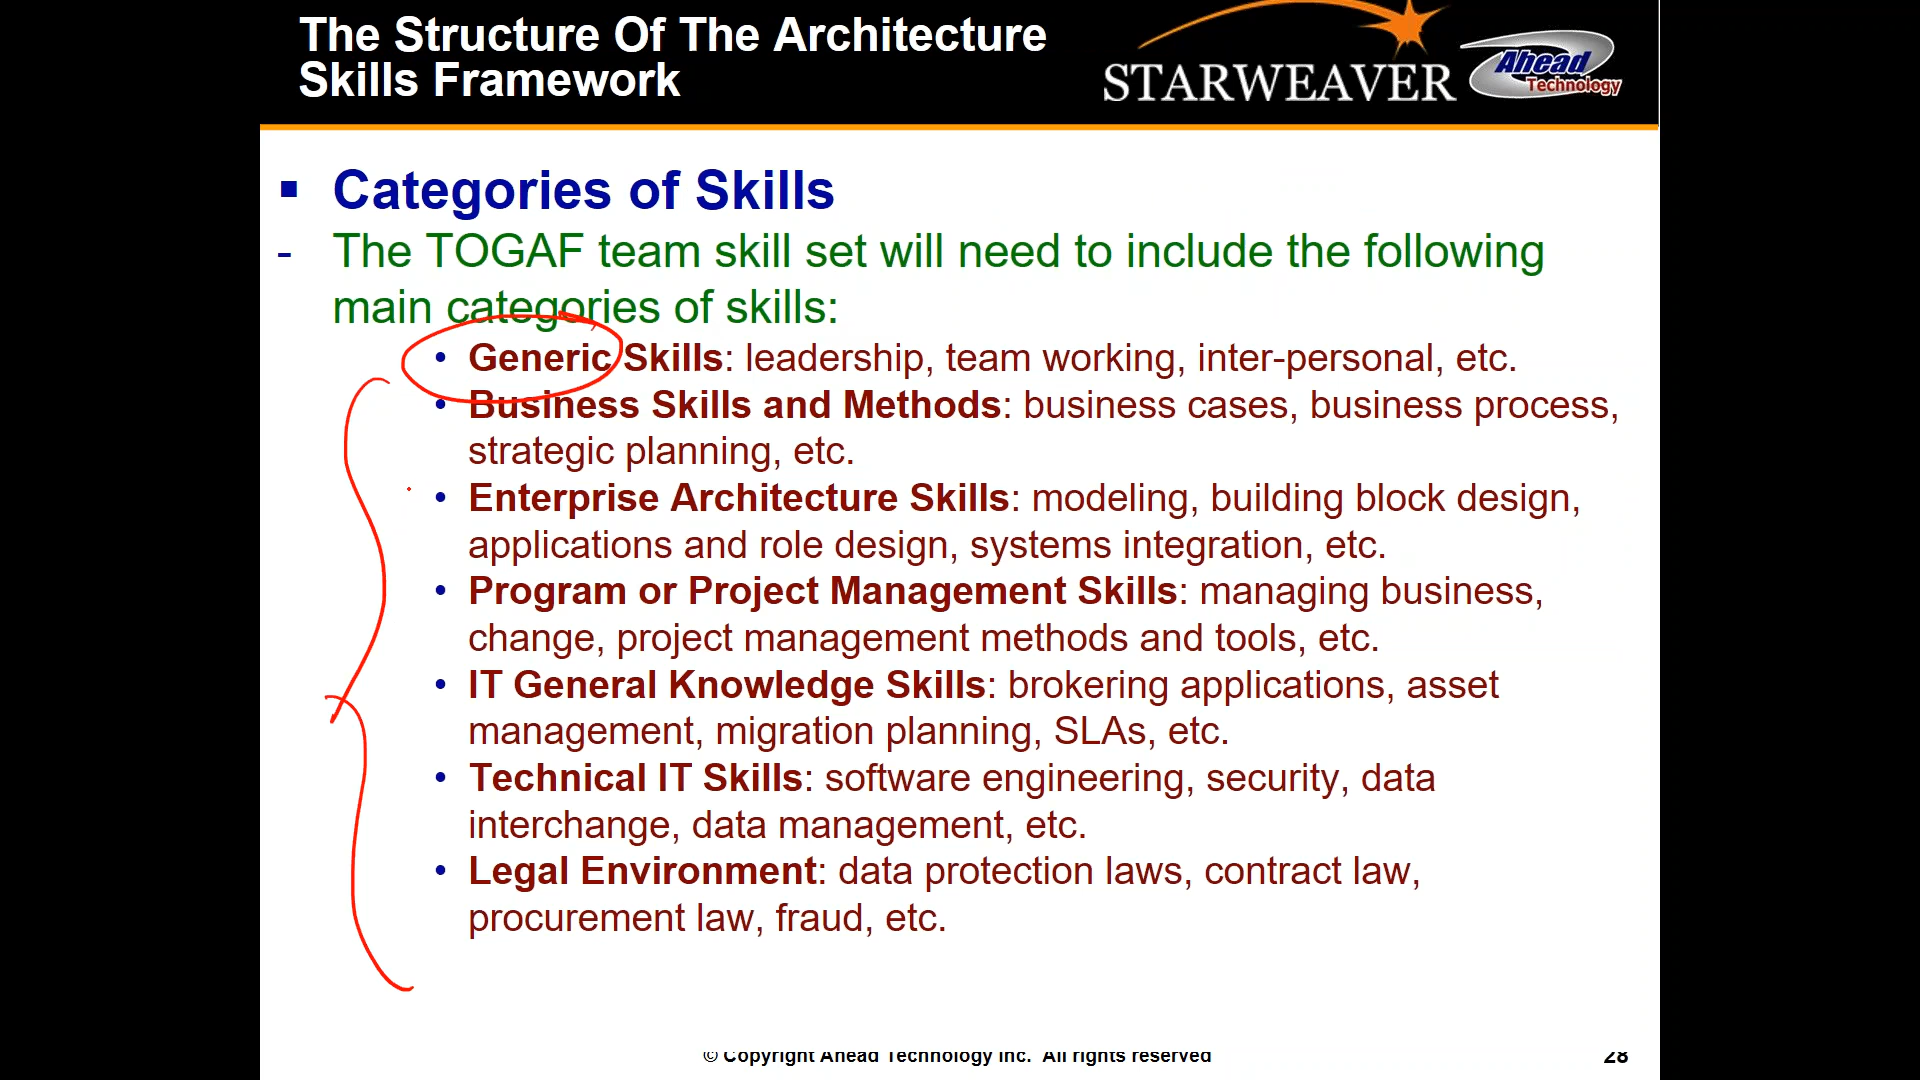 The Structure Of The Architecture
Skills Framework
STARWEAVER
Ahead
Technology
▪ Categories of Skills
- The TOGAF team skill set will need to include the following
main categories of skills:
• Generic Skills: leadership, team working, inter-personal, etc.
• Business Skills and Methods: business cases, business process,
strategic planning, etc.
• Enterprise Architecture Skills: modeling, building block design,
applications and role design, systems integration, etc.
• Program or Project Management Skills: managing business,
change, project management methods and tools, etc.
• IT General Knowledge Skills: brokering applications, asset
management, migration planning, SLAs, etc.
• Technical IT Skills: software engineering, security, data
interchange, data management, etc.
• Legal Environment: data protection laws, contract law,
procurement law, fraud, etc.
© Copyright Ahead Technology Inc. All rights reserved
28